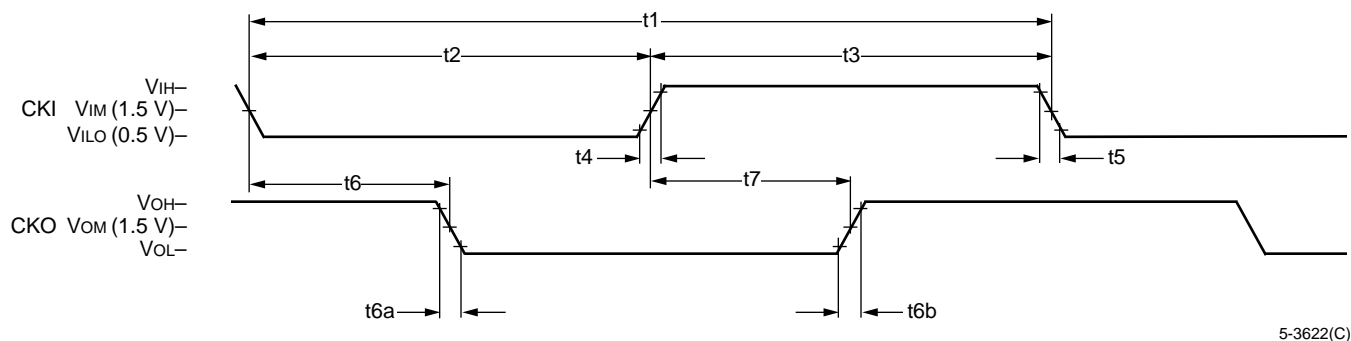 t1
t2
t3
VIH–
CKI VIM (1.5 V)–
VILO (0.5 V)–
t4
t5
t6
t7
VOH–
CKO VOM (1.5 V)–
VOL–
t6a
t6b
5-3622(C)